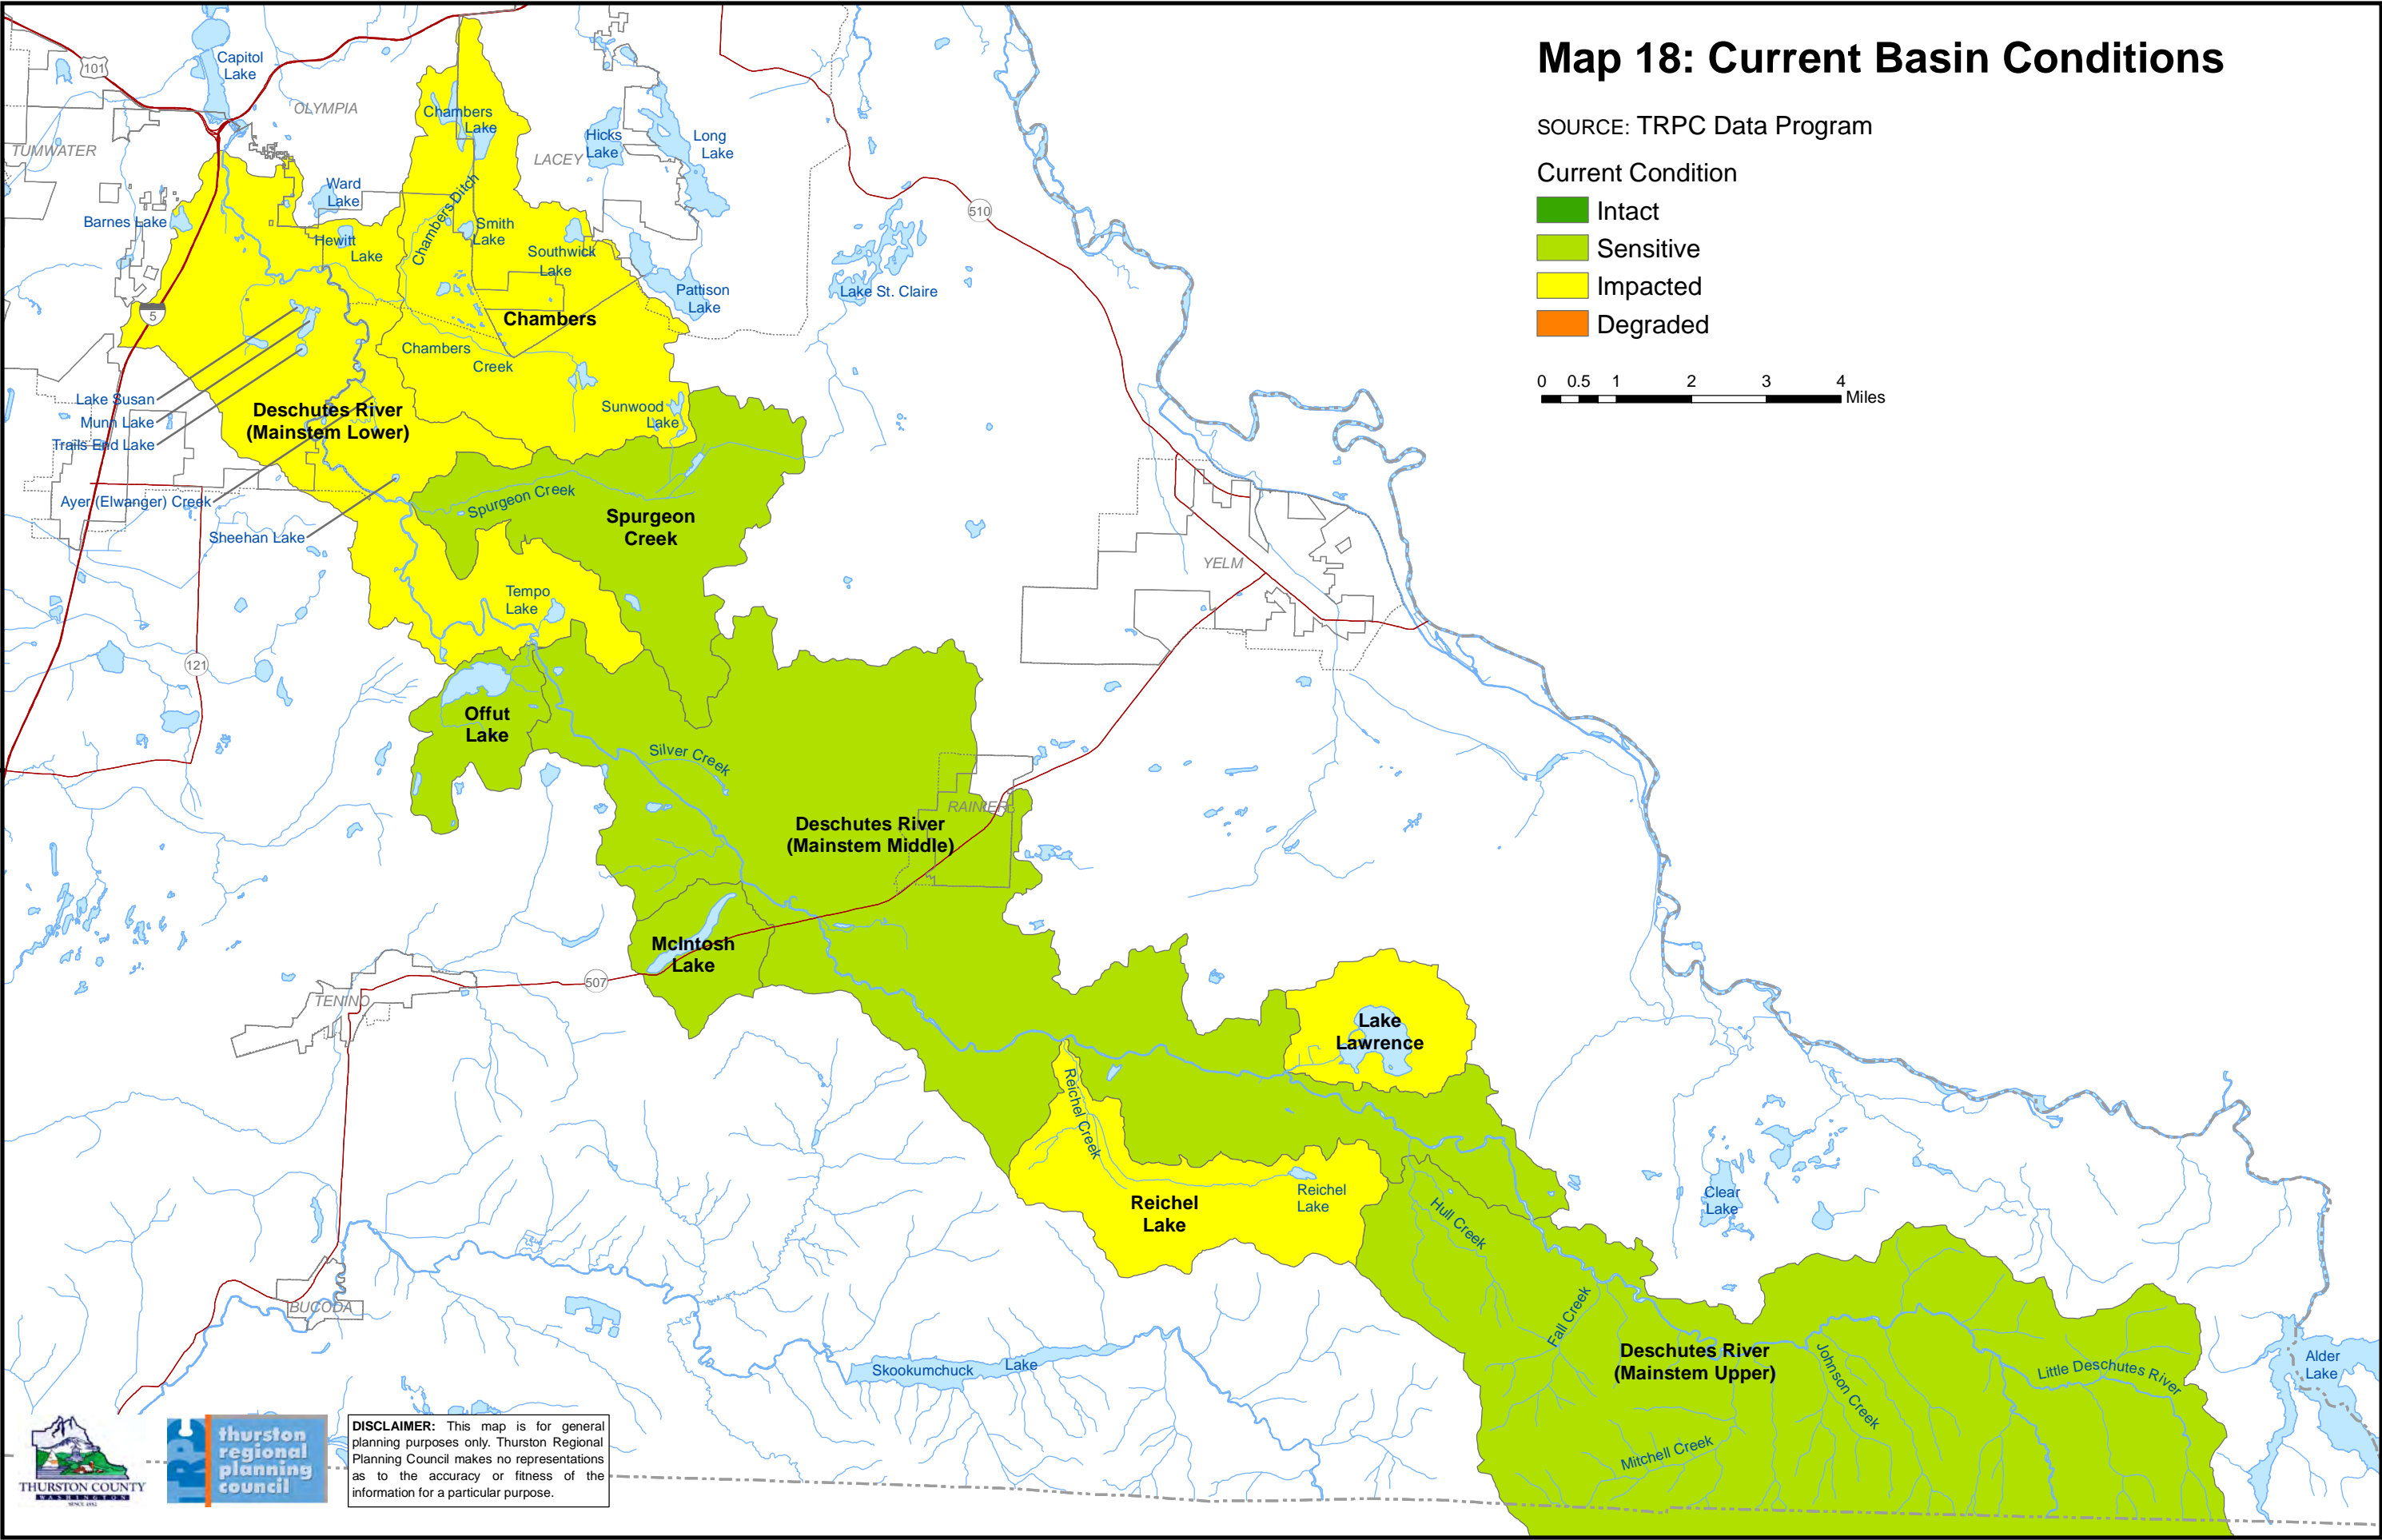 Map 18: Current Basin Conditions
SOURCE: TRPC Data Program
Current Condition
Intact
Sensitive
Impacted
Degraded
0 0.5 1 2 3 4
Miles
101
Capitol
Lake
OLYMPIA
TUMWATER
Chambers
Lake
LACEY
Hicks
Lake
Long
Lake
Ward
Lake
Barnes Lake
Hewitt
Lake
Chambers Ditch
Smith
Lake
Southwick
Lake
Pattison
Lake
Lake St. Claire
510
5
Chambers
Chambers
Creek
Lake Susan
Munn Lake
Trails End Lake
Deschutes River
(Mainstem Lower)
Sunwood
Lake
Ayer (Elwanger) Creek
Sheehan Lake
Spurgeon Creek
Spurgeon
Creek
YELM
Tempo
Lake
121
Offut
Lake
Silver Creek
RAINIER
Deschutes River
(Mainstem Middle)
McIntosh
Lake
507
TENINO
Lake
Lawrence
Reichel Creek
Reichel
Lake
Reichel
Lake
Hull Creek
Clear
Lake
BUCODA
Fall Creek
Deschutes River
(Mainstem Upper)
Johnson Creek
Little Deschutes River
Mitchell Creek
Skookumchuck Lake
Alder
Lake
THURSTON COUNTY
WASHINGTON
SINCE 1852
TRPC
thurston
regional
planning
council
DISCLAIMER: This map is for general
planning purposes only. Thurston Regional
Planning Council makes no representations
as to the accuracy or fitness of the
information for a particular purpose.